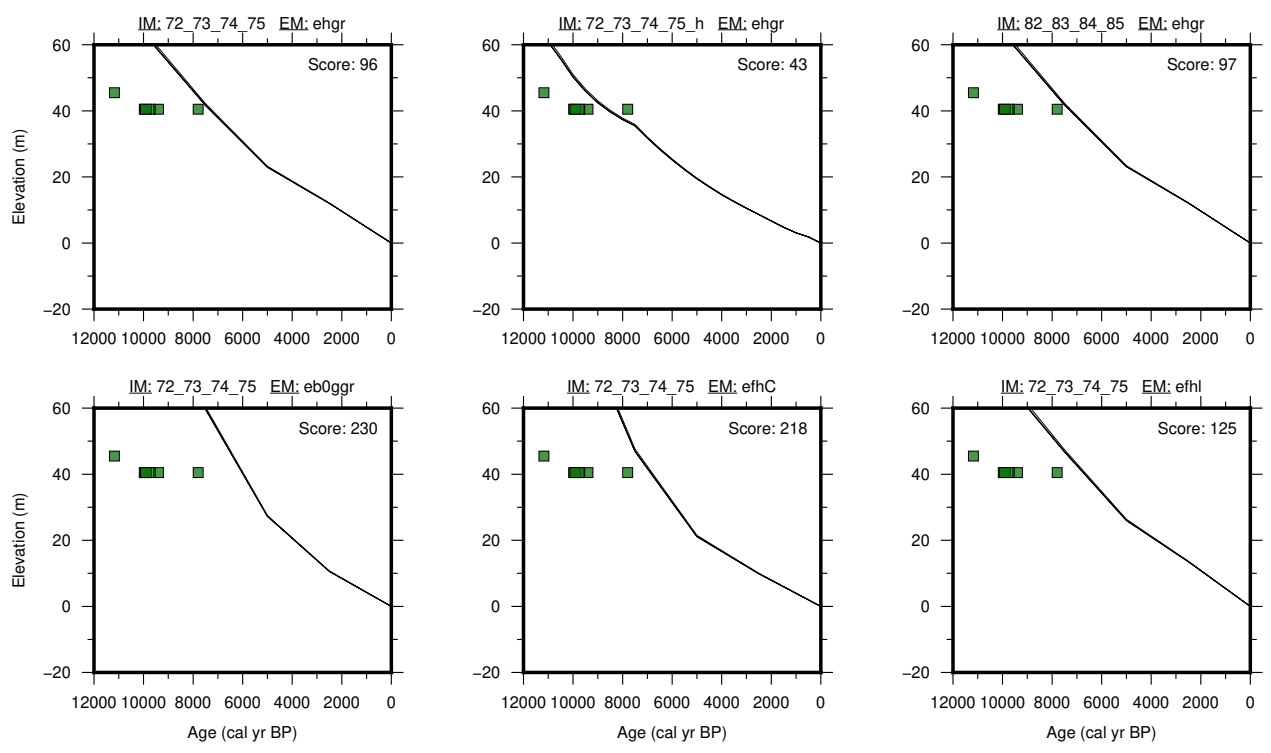 IM: 72_73_74_75 EM: ehgr
IM: 72_73_74_75_h EM: ehgr
IM: 82_83_84_85 EM: ehgr
60
Score: 96
40
20
0
−20
Elevation (m)
12000 10000 8000 6000 4000 2000 0
60
Score: 43
40
20
0
−20
12000 10000 8000 6000 4000 2000 0
60
Score: 97
40
20
0
−20
12000 10000 8000 6000 4000 2000 0
IM: 72_73_74_75 EM: eb0ggr
IM: 72_73_74_75 EM: efhC
IM: 72_73_74_75 EM: efhl
60
Score: 230
40
20
0
−20
Elevation (m)
12000 10000 8000 6000 4000 2000 0
Age (cal yr BP)
60
Score: 218
40
20
0
−20
12000 10000 8000 6000 4000 2000 0
Age (cal yr BP)
60
Score: 125
40
20
0
−20
12000 10000 8000 6000 4000 2000 0
Age (cal yr BP)